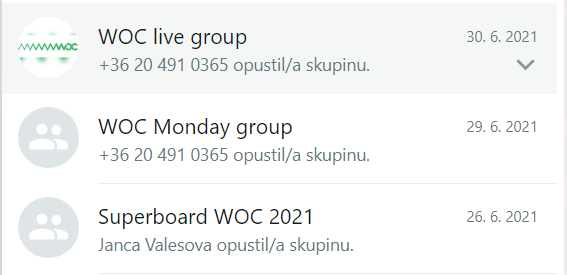 WOC live group 30. 6. 2021
+36 20 491 0365 opustil/a skupinu.
WOC Monday group 29. 6. 2021
+36 20 491 0365 opustil/a skupinu.
Superboard WOC 2021 26. 6. 2021
Janca Valesova opustil/a skupinu.